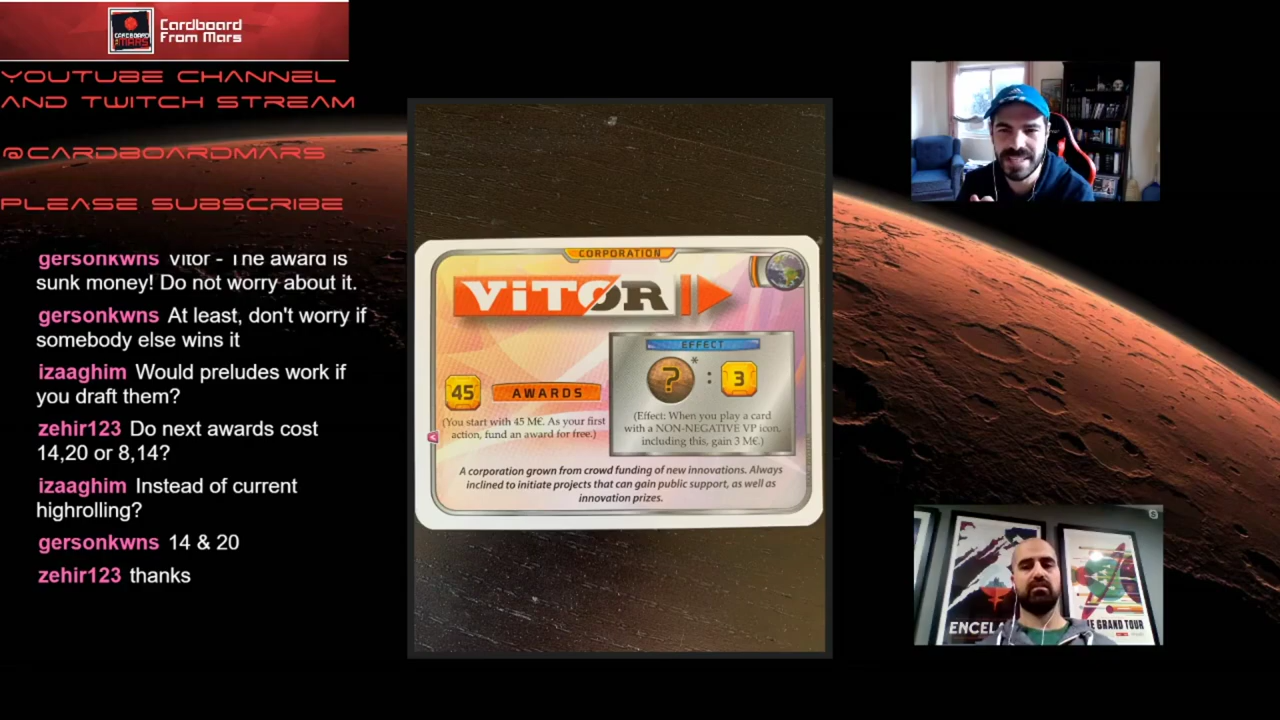 Cardboard
From Mars
CARDBOARD
MARS
YOUTUBE CHANNEL
AND TWITCH STREAM
@CARDBOARDMARS
PLEASE SUBSCRIBE
gersonkwns Vitor - The award is
sunk money! Do not worry about it.
gersonkwns At least, don't worry if
somebody else wins it
izaaghim Would preludes work if
you draft them?
zehir123 Do next awards cost
14,20 or 8,14?
izaaghim Instead of current
highrolling?
gersonkwns 14 & 20
zehir123 thanks
CORPORATION
ViTOR
EFFECT
? * : 3
45 AWARDS
(You start with 45 M€. As your first
action, fund an award for free.)
(Effect: When you play a card
with a NON-NEGATIVE VP icon,
including this, gain 3 M€.)
A corporation grown from crowd funding of new innovations. Always
inclined to initiate projects that can gain public support, as well as
innovation prizes.
ENCELA
E GRAND TOUR